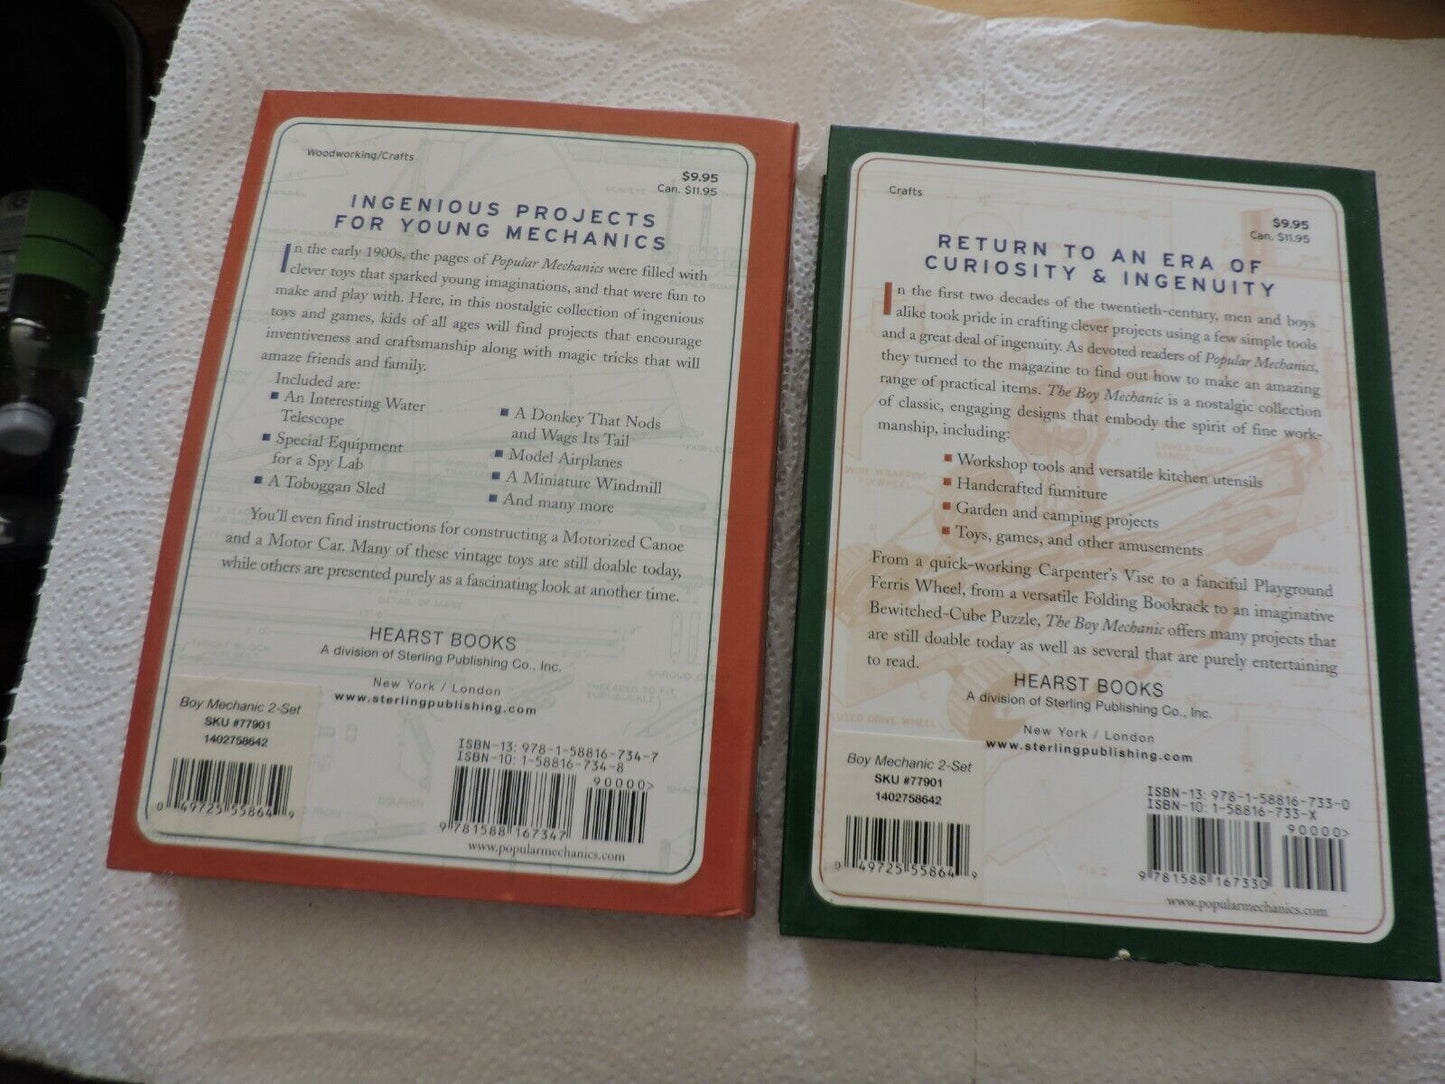 Woodworking/Crafts
$9.95
Can. $11.95
INGENIOUS PROJECTS
FOR YOUNG MECHANICS
In the early 1900s, the pages of Popular Mechanics were filled with
clever toys that sparked young imaginations, and that were fun to
make and play with. Here, in this nostalgic collection of ingenious
toys and games, kids of all ages will find projects that encourage
inventiveness and craftsmanship along with magic tricks that will
amaze friends and family.
Included are:
■ An Interesting Water
Telescope
■ Special Equipment
for a Spy Lab
■ A Toboggan Sled
■ A Donkey That Nods
and Wags Its Tail
■ Model Airplanes
■ A Miniature Windmill
■ And many more
You'll even find instructions for constructing a Motorized Canoe
and a Motor Car. Many of these vintage toys are still doable today,
while others are presented purely as a fascinating look at another time.
HEARST BOOKS
A division of Sterling Publishing Co., Inc.
New York / London
www.sterlingpublishing.com
Boy Mechanic 2-Set
SKU #77901
1402758642
0 49725 55864 9
ISBN-13: 978-1-58816-734-7
ISBN-10: 1-58816-734-8
90000>
9 781588 167347
www.popularmechanics.com
Crafts
$9.95
Can. $11.95
RETURN TO AN ERA OF
CURIOSITY & INGENUITY
In the first two decades of the twentieth-century, men and boys
alike took pride in crafting clever projects using a few simple tools
and a great deal of ingenuity. As devoted readers of Popular Mechanics,
they turned to the magazine to find out how to make an amazing
range of practical items. The Boy Mechanic is a nostalgic collection
of classic, engaging designs that embody the spirit of fine work-
manship, including:
■ Workshop tools and versatile kitchen utensils
■ Handcrafted furniture
■ Garden and camping projects
■ Toys, games, and other amusements
From a quick-working Carpenter's Vise to a fanciful Playground
Ferris Wheel, from a versatile Folding Bookrack to an imaginative
Bewitched-Cube Puzzle, The Boy Mechanic offers many projects that
are still doable today as well as several that are purely entertaining
to read.
HEARST BOOKS
A division of Sterling Publishing Co., Inc.
New York / London
www.sterlingpublishing.com
Boy Mechanic 2-Set
SKU #77901
1402758642
0 49725 55864 9
ISBN-13: 978-1-58816-733-0
ISBN-10: 1-58816-733-X
90000>
9 781588 167330
www.popularmechanics.com